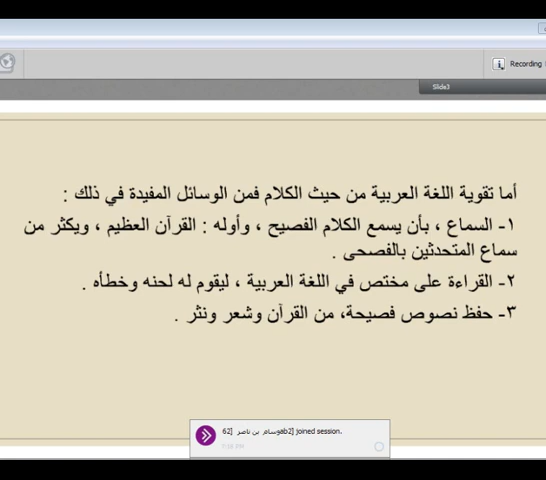 Recording
Slide3
أما تقوية اللغة العربية من حيث الكلام فمن الوسائل المفيدة في ذلك :
١- السماع ، بأن يسمع الكلام الفصيح ، وأوله : القرآن العظيم ، ويكثر من
سماع المتحدثين بالفصحى .
٢- القراءة على مختص في اللغة العربية ، ليقوم له لحنه وخطأه .
٣- حفظ نصوص فصيحة، من القرآن وشعر ونثر .
joined session.